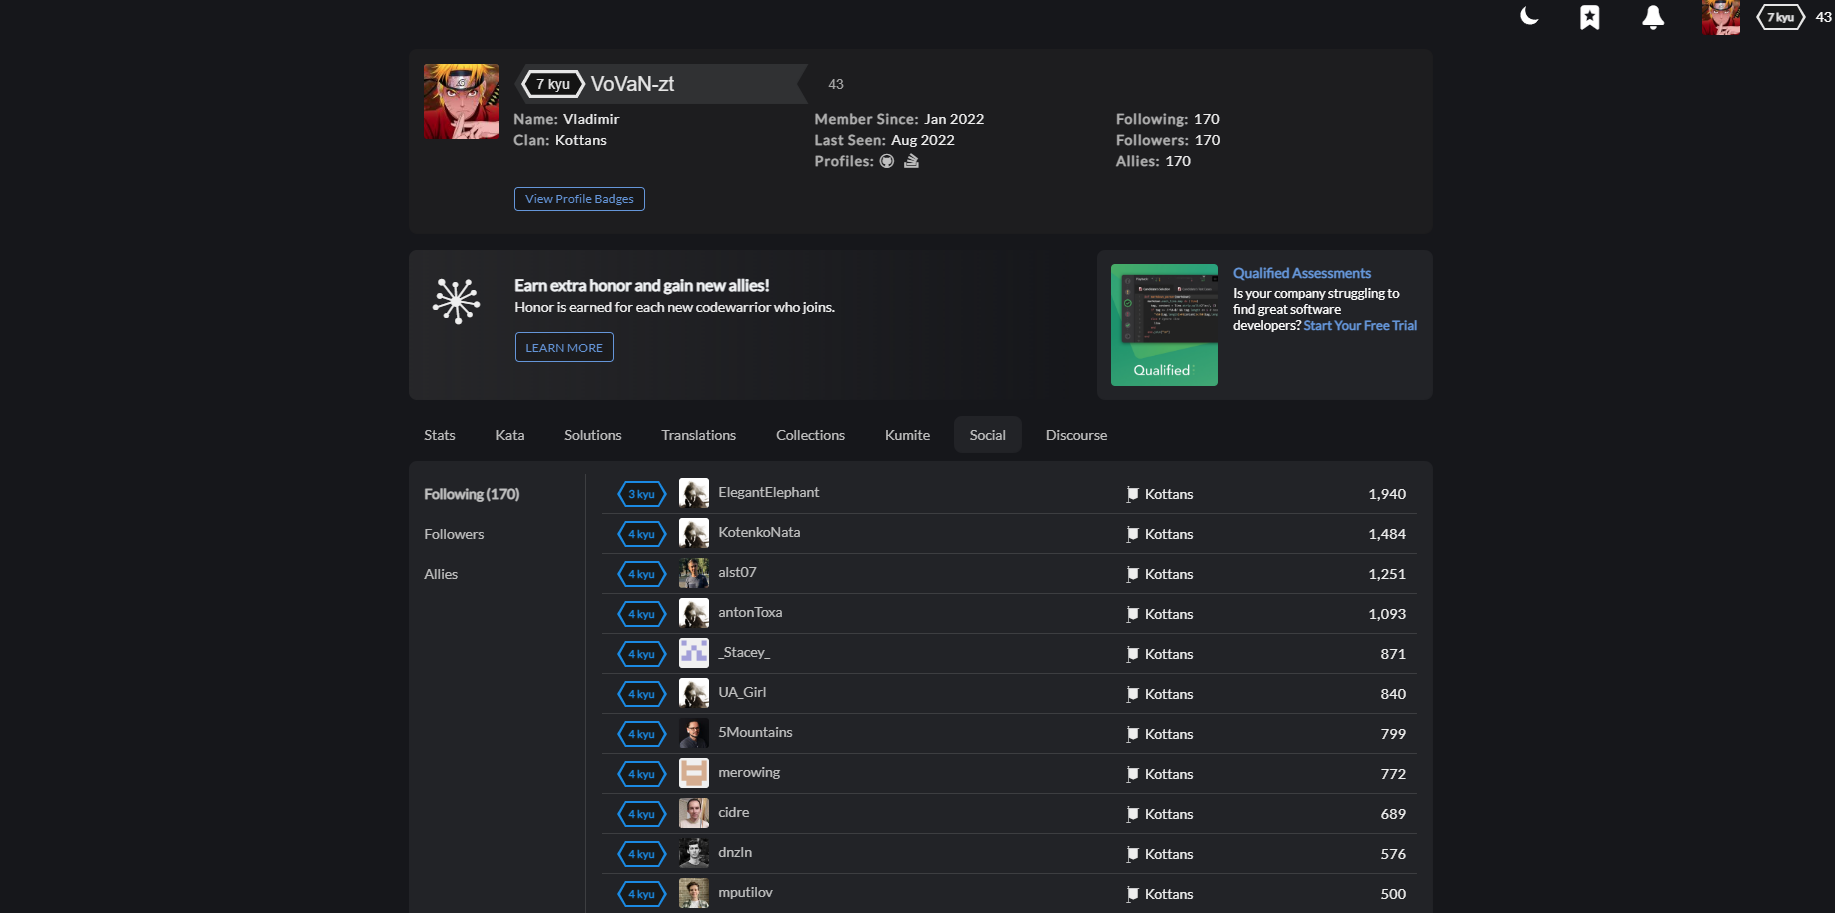 7 kyu 43
7 kyu VoVaN-zt 43
Name: Vladimir
Clan: Kottans
Member Since: Jan 2022
Last Seen: Aug 2022
Profiles:
Following: 170
Followers: 170
Allies: 170
View Profile Badges
Earn extra honor and gain new allies!
Honor is earned for each new codewarrior who joins.
LEARN MORE
Qualified
Qualified Assessments
Is your company struggling to
find great software
developers? Start Your Free Trial
Stats Kata Solutions Translations Collections Kumite Social Discourse
Following (170)
Followers
Allies
3 kyu ElegantElephant Kottans 1,940
4 kyu KotenkoNata Kottans 1,484
4 kyu alst07 Kottans 1,251
4 kyu antonToxa Kottans 1,093
4 kyu _Stacey_ Kottans 871
4 kyu UA_Girl Kottans 840
4 kyu 5Mountains Kottans 799
4 kyu merowing Kottans 772
4 kyu cidre Kottans 689
4 kyu dnzln Kottans 576
4 kyu mputilov Kottans 500